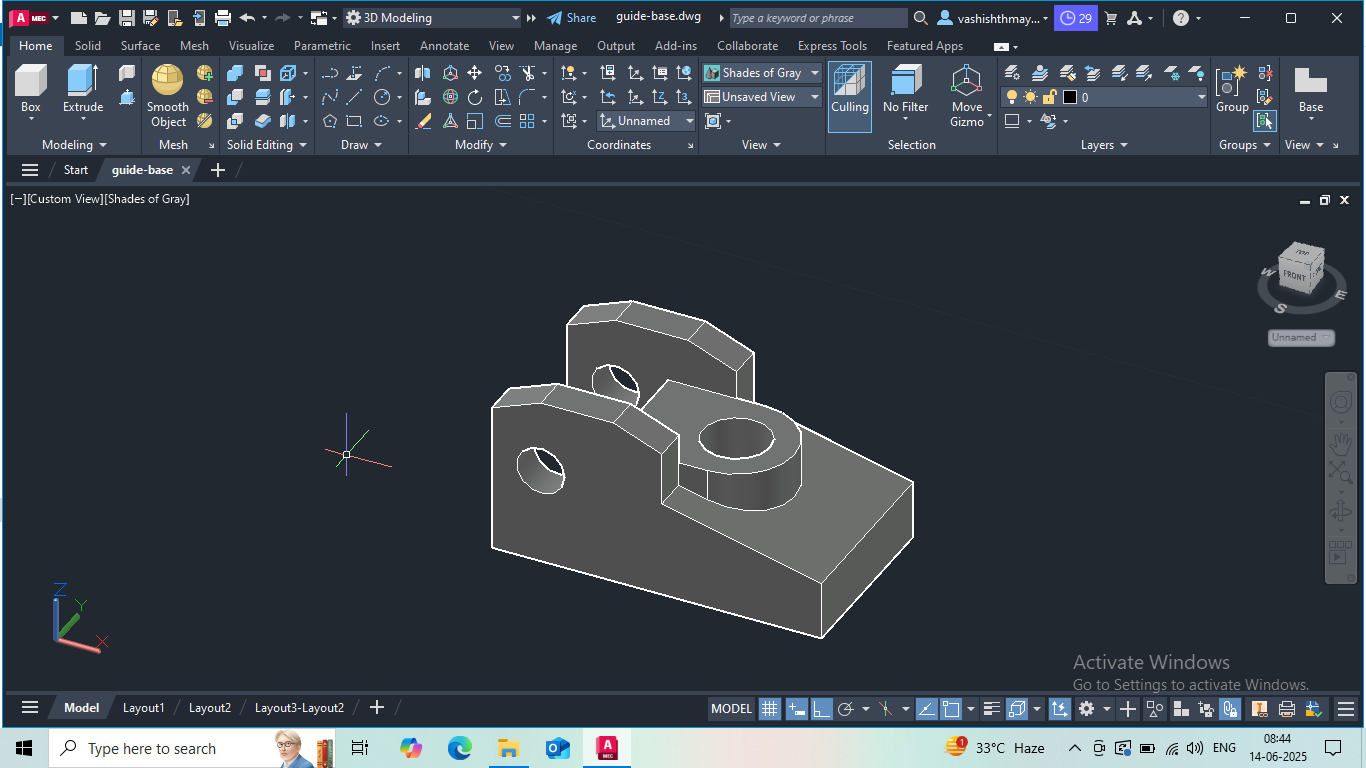 A MEC
3D Modeling
Share
guide-base.dwg
Type a keyword or phrase
vashishthmay...
29
Home Solid Surface Mesh Visualize Parametric Insert Annotate View Manage Output Add-ins Collaborate Express Tools Featured Apps
Shades of Gray
Unsaved View
Unnamed
0
Box Extrude Smooth Object Culling No Filter Move Gizmo Group Base
Modeling Mesh Solid Editing Draw Modify Coordinates View Selection Layers Groups View
Start guide-base
[−][Custom View][Shades of Gray]
TOP
FRONT
W
S
E
Unnamed
Z
Y
X
Activate Windows
Go to Settings to activate Windows.
Model Layout1 Layout2 Layout3-Layout2
MODEL
Type here to search
A MEC
1
33°C Haze
ENG
08:44
14-06-2025